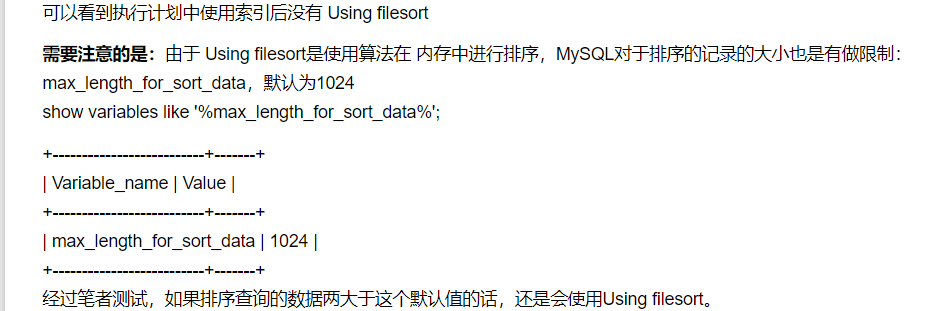 可以看到执行计划中使用索引后没有 Using filesort
需要注意的是：由于 Using filesort是使用算法在 内存中进行排序，MySQL对于排序的记录的大小也是有做限制：
max_length_for_sort_data，默认为1024
show variables like '%max_length_for_sort_data%';
+--------------------------+-------+
| Variable_name | Value |
+--------------------------+-------+
| max_length_for_sort_data | 1024 |
+--------------------------+-------+
经过笔者测试，如果排序查询的数据两大于这个默认值的话，还是会使用Using filesort。